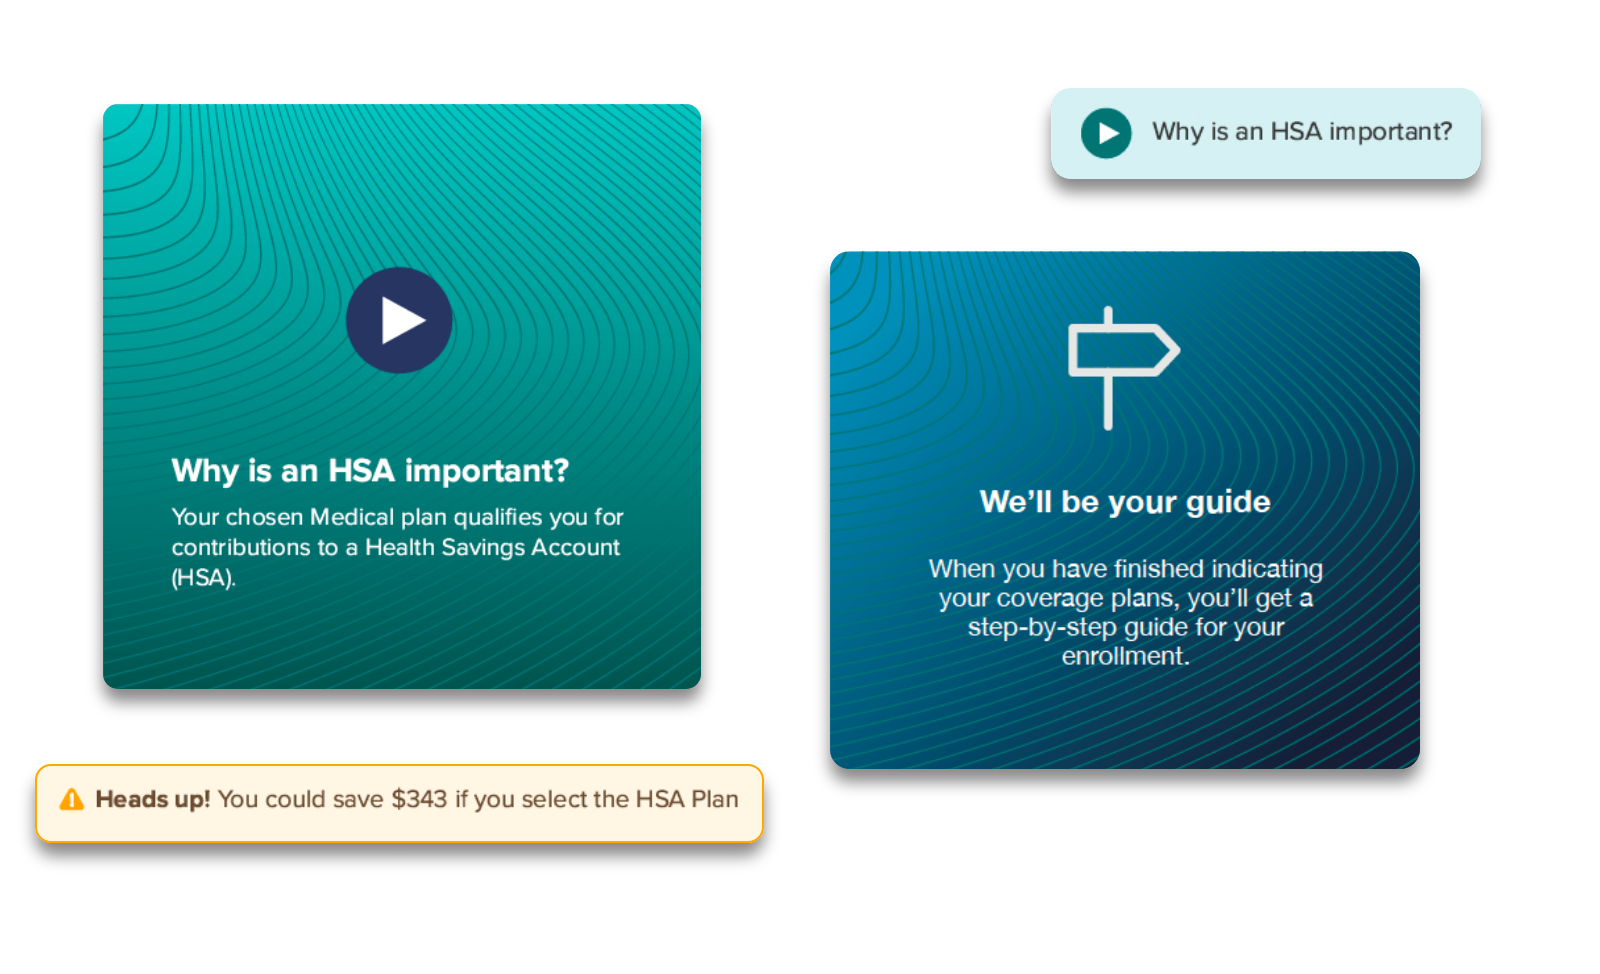 Why is an HSA important?
Why is an HSA important?
Your chosen Medical plan qualifies you for
contributions to a Health Savings Account
(HSA).
We’ll be your guide
When you have finished indicating
your coverage plans, you’ll get a
step-by-step guide for your
enrollment.
Heads up! You could save $343 if you select the HSA Plan